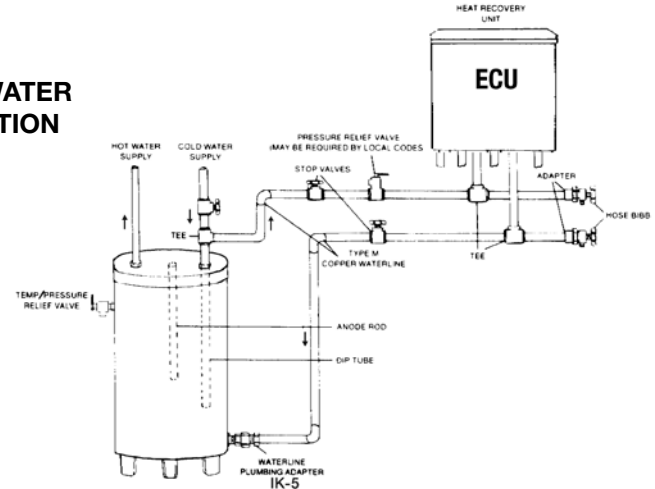 HEAT RECOVERY
UNIT
ECU
WATER
TION
HOT WATER
SUPPLY
COLD WATER
SUPPLY
PRESSURE RELIEF VALVE
(MAY BE REQUIRED BY LOCAL CODES
STOP VALVES
ADAPTER
HOSE BIBB
TEE
TYPE M
COPPER WATERLINE
TEE
TEMP/PRESSURE
RELIEF VALVE
ANODE ROD
DIP TUBE
WATERLINE
PLUMBING ADAPTER
IK-5